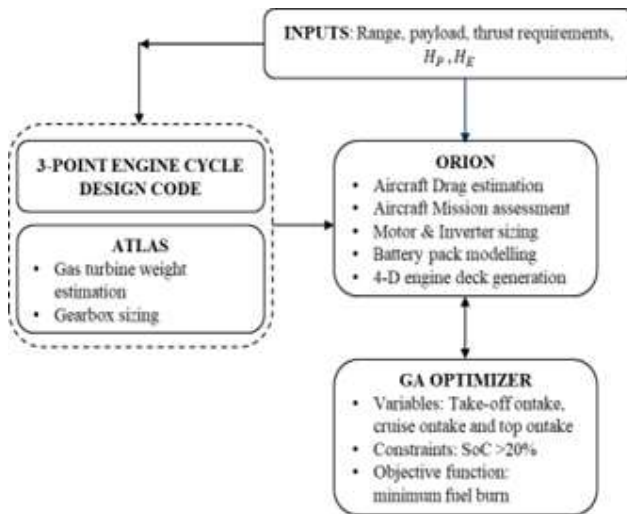 INPUTS: Range, payload, thrust requirements,
H_P, H_E
3-POINT ENGINE CYCLE
DESIGN CODE
ATLAS
• Gas turbine weight
estimation
• Gearbox sizing
ORION
• Aircraft Drag estimation
• Aircraft Mission assessment
• Motor & Inverter sizing
• Battery pack modelling
• 4-D engine deck generation
GA OPTIMIZER
• Variables: Take-off ontake,
cruise ontake and top ontake
• Constraints: SoC >20%
• Objective function:
minimum fuel burn